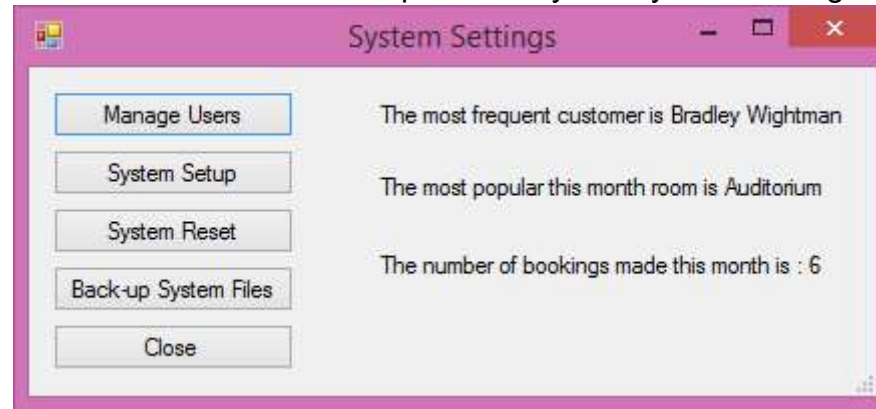 System Settings
Manage Users
System Setup
System Reset
Back-up System Files
Close
The most frequent customer is Bradley Wightman
The most popular this month room is Auditorium
The number of bookings made this month is : 6